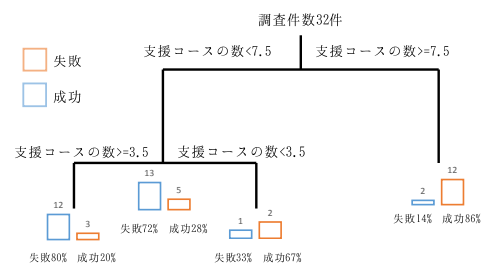 調査件数32件
支援コースの数<7.5
支援コースの数>=7.5
失敗
成功
支援コースの数>=3.5
支援コースの数<3.5
13
5
12
3
1
2
2
12
失敗72% 成功28%
失敗14% 成功86%
失敗80% 成功20%
失敗33% 成功67%